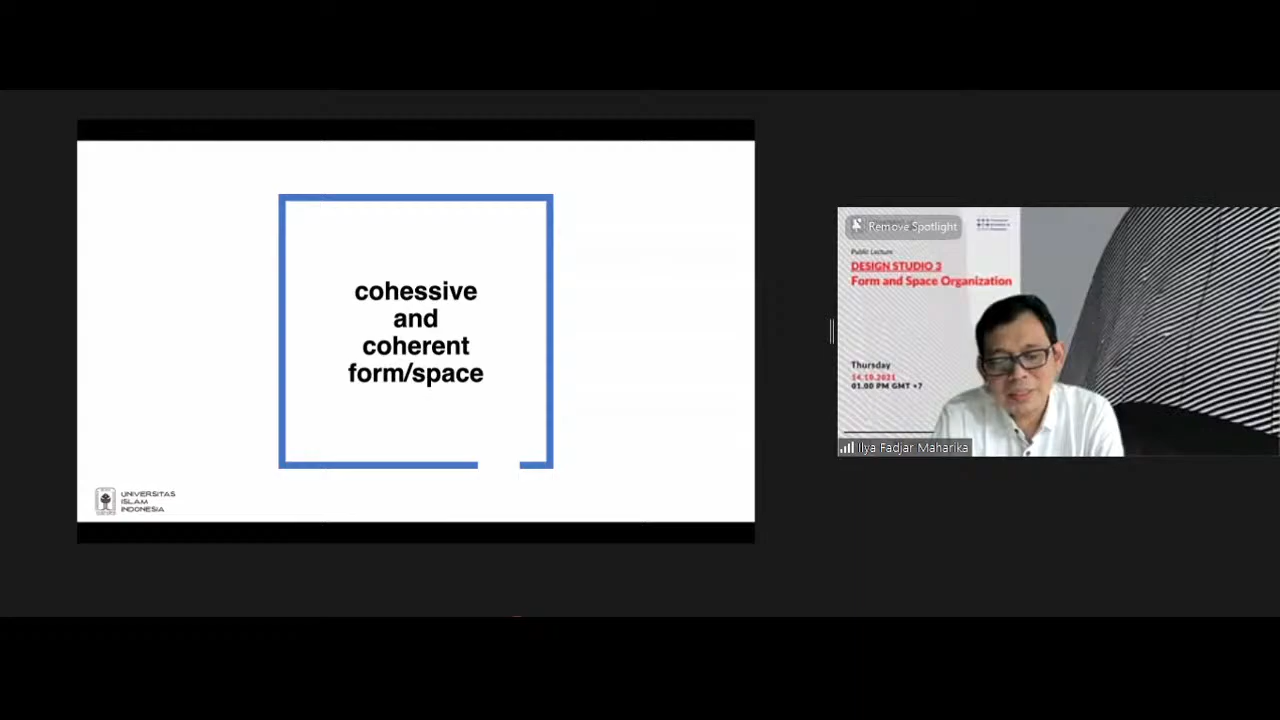 cohessive
and
coherent
form/space
UNIVERSITAS
ISLAM
INDONESIA
Remove Spotlight
Public Lecture
DESIGN STUDIO 3
Form and Space Organization
Thursday
14.10.2021
01.00 PM GMT +7
Ilya Fadjar Maharika